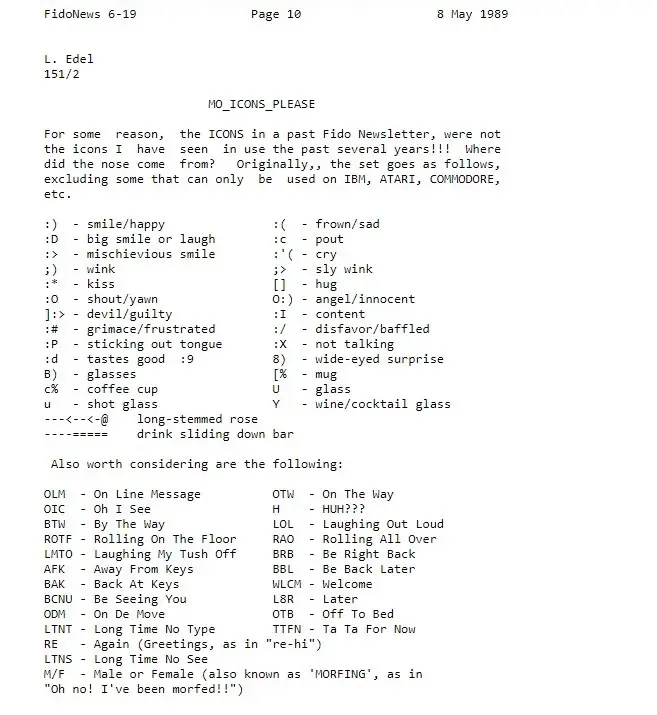 FidoNews 6-19                Page 10                   8 May 1989
L. Edel
151/2
MO_ICONS_PLEASE
For some  reason,  the ICONS in a past Fido Newsletter, were not
the icons I  have  seen  in use the past several years!!!  Where
did the nose come  from?   Originally,, the set goes as follows,
excluding some that can only  be  used on IBM, ATARI, COMMODORE,
etc.
:)  - smile/happy               :(  - frown/sad
:D  - big smile or laugh        :c  - pout
:>  - mischievious smile        :'( - cry
;)  - wink                      ;>  - sly wink
:*  - kiss                      []  - hug
:O  - shout/yawn                O:) - angel/innocent
]:> - devil/guilty              :I  - content
:#  - grimace/frustrated        :/  - disfavor/baffled
:P  - sticking out tongue       :X  - not talking
:d  - tastes good  :9           8)  - wide-eyed surprise
B)  - glasses                   [%  - mug
c%  - coffee cup                U   - glass
u   - shot glass                Y   - wine/cocktail glass
---<--<-@    long-stemmed rose
----=====    drink sliding down bar
Also worth considering are the following:
OLM  - On Line Message          OTW  - On The Way
OIC  - Oh I See                 H    - HUH???
BTW  - By The Way               LOL  - Laughing Out Loud
ROTF - Rolling On The Floor     RAO  - Rolling All Over
LMTO - Laughing My Tush Off     BRB  - Be Right Back
AFK  - Away From Keys           BBL  - Be Back Later
BAK  - Back At Keys             WLCM - Welcome
BCNU - Be Seeing You            L8R  - Later
ODM  - On De Move               OTB  - Off To Bed
LTNT - Long Time No Type        TTFN - Ta Ta For Now
RE   - Again (Greetings, as in "re-hi")
LTNS - Long Time No See
M/F  - Male or Female (also known as 'MORFING', as in
"Oh no! I've been morfed!!")